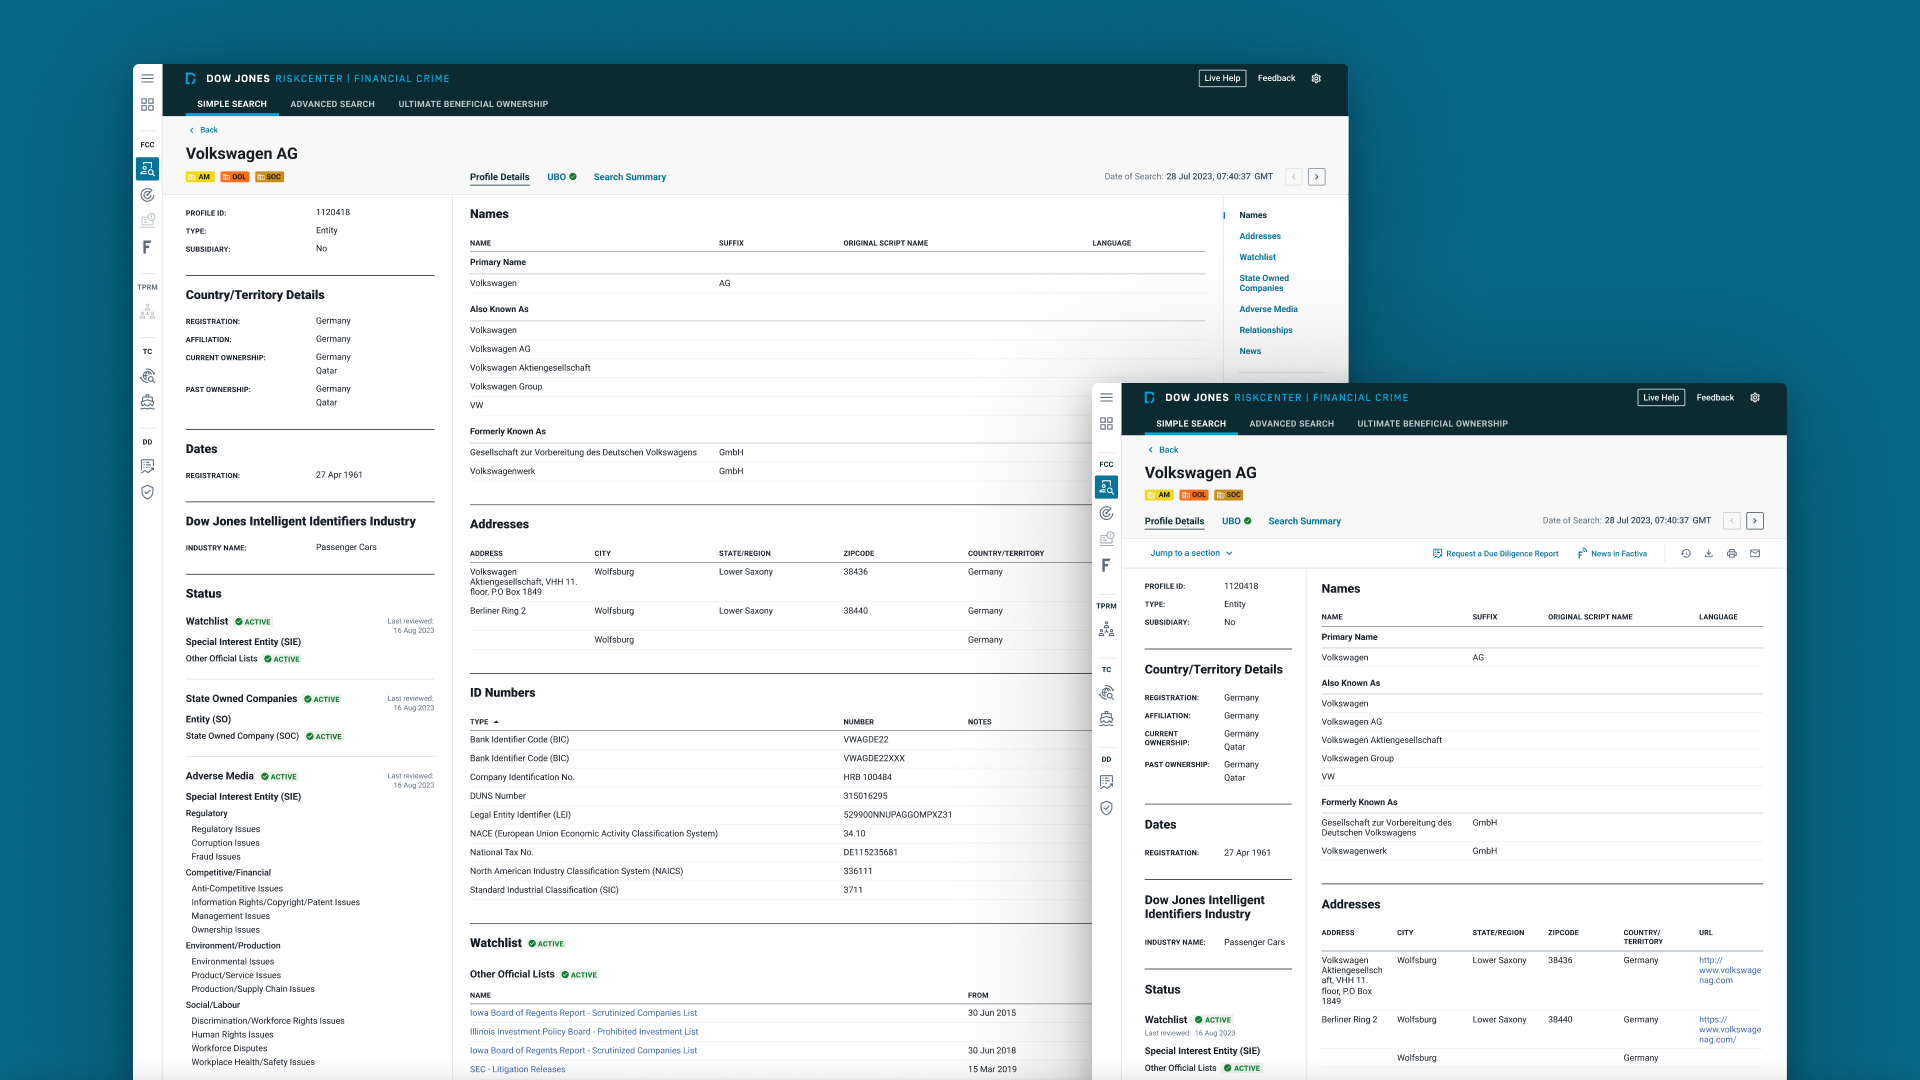 DOW JONES RISKCENTER | FINANCIAL CRIME
Live Help Feedback
SIMPLE SEARCH ADVANCED SEARCH ULTIMATE BENEFICIAL OWNERSHIP
Back
Volkswagen AG
AM OOL SOC
Profile Details UBO Search Summary
Date of Search: 28 Jul 2023, 07:40:37 GMT
FCC
F
TPRM
TC
DD
PROFILE ID: 1120418
TYPE: Entity
SUBSIDIARY: No
Country/Territory Details
REGISTRATION: Germany
AFFILIATION: Germany
CURRENT OWNERSHIP: Germany
Qatar
PAST OWNERSHIP: Germany
Qatar
Dates
REGISTRATION: 27 Apr 1961
Dow Jones Intelligent Identifiers Industry
INDUSTRY NAME: Passenger Cars
Status
Watchlist ACTIVE Last reviewed:
16 Aug 2023
Special Interest Entity (SIE)
Other Official Lists ACTIVE
State Owned Companies ACTIVE Last reviewed:
16 Aug 2023
Entity (SO)
State Owned Company (SOC) ACTIVE
Adverse Media ACTIVE Last reviewed:
16 Aug 2023
Special Interest Entity (SIE)
Regulatory
Regulatory Issues
Corruption Issues
Fraud Issues
Competitive/Financial
Anti-Competitive Issues
Information Rights/Copyright/Patent Issues
Management Issues
Ownership Issues
Environment/Production
Environmental Issues
Product/Service Issues
Production/Supply Chain Issues
Social/Labour
Discrimination/Workforce Rights Issues
Human Rights Issues
Workforce Disputes
Workplace Health/Safety Issues
Names
NAME SUFFIX ORIGINAL SCRIPT NAME LANGUAGE
Primary Name
Volkswagen AG
Also Known As
Volkswagen
Volkswagen AG
Volkswagen Aktiengesellschaft
Volkswagen Group
VW
Formerly Known As
Gesellschaft zur Vorbereitung des Deutschen Volkswagens GmbH
Volkswagenwerk GmbH
Addresses
ADDRESS CITY STATE/REGION ZIPCODE COUNTRY/TERRITORY
Volkswagen Wolfsburg Lower Saxony 38436 Germany
Aktiengesellschaft, VHH 11.
floor, P.O Box 1849
Berliner Ring 2 Wolfsburg Lower Saxony 38440 Germany
Wolfsburg Germany
ID Numbers
TYPE NUMBER NOTES
Bank Identifier Code (BIC) VWAGDE22
Bank Identifier Code (BIC) VWAGDE22XXX
Company Identification No. HRB 100484
DUNS Number 315016295
Legal Entity Identifier (LEI) 529900NNUPAGGOMPXZ31
NACE (European Union Economic Activity Classification System) 34.10
National Tax No. DE115235681
North American Industry Classification System (NAICS) 336111
Standard Industrial Classification (SIC) 3711
Watchlist ACTIVE
Other Official Lists ACTIVE
NAME FROM
Iowa Board of Regents Report - Scrutinized Companies List 30 Jun 2015
Illinois Investment Policy Board - Prohibited Investment List
Iowa Board of Regents Report - Scrutinized Companies List 30 Jun 2018
SEC - Litigation Releases 15 Mar 2019
Names
Addresses
Watchlist
State Owned
Companies
Adverse Media
Relationships
News
DOW JONES RISKCENTER | FINANCIAL CRIME
Live Help Feedback
SIMPLE SEARCH ADVANCED SEARCH ULTIMATE BENEFICIAL OWNERSHIP
Back
Volkswagen AG
AM OOL SOC
Profile Details UBO Search Summary
Date of Search: 28 Jul 2023, 07:40:37 GMT
Jump to a section Request a Due Diligence Report News in Factiva
FCC
F
TPRM
TC
DD
PROFILE ID: 1120418
TYPE: Entity
SUBSIDIARY: No
Country/Territory Details
REGISTRATION: Germany
AFFILIATION: Germany
CURRENT Germany
OWNERSHIP: Qatar
PAST OWNERSHIP: Germany
Qatar
Dates
REGISTRATION: 27 Apr 1961
Dow Jones Intelligent
Identifiers Industry
INDUSTRY NAME: Passenger Cars
Status
Watchlist ACTIVE
Last reviewed: 16 Aug 2023
Special Interest Entity (SIE)
Other Official Lists ACTIVE
Names
NAME SUFFIX ORIGINAL SCRIPT NAME LANGUAGE
Primary Name
Volkswagen AG
Also Known As
Volkswagen
Volkswagen AG
Volkswagen Aktiengesellschaft
Volkswagen Group
VW
Formerly Known As
Gesellschaft zur Vorbereitung des GmbH
Deutschen Volkswagens
Volkswagenwerk GmbH
Addresses
ADDRESS CITY STATE/REGION ZIPCODE COUNTRY/ URL
TERRITORY
Volkswagen Wolfsburg Lower Saxony 38436 Germany http://
Aktiengesellsch www.volkswage
aft, VHH 11. nag.com
floor, P.O Box
1849
Berliner Ring 2 Wolfsburg Lower Saxony 38440 Germany https://
www.volkswage
nag.com/
Wolfsburg Germany